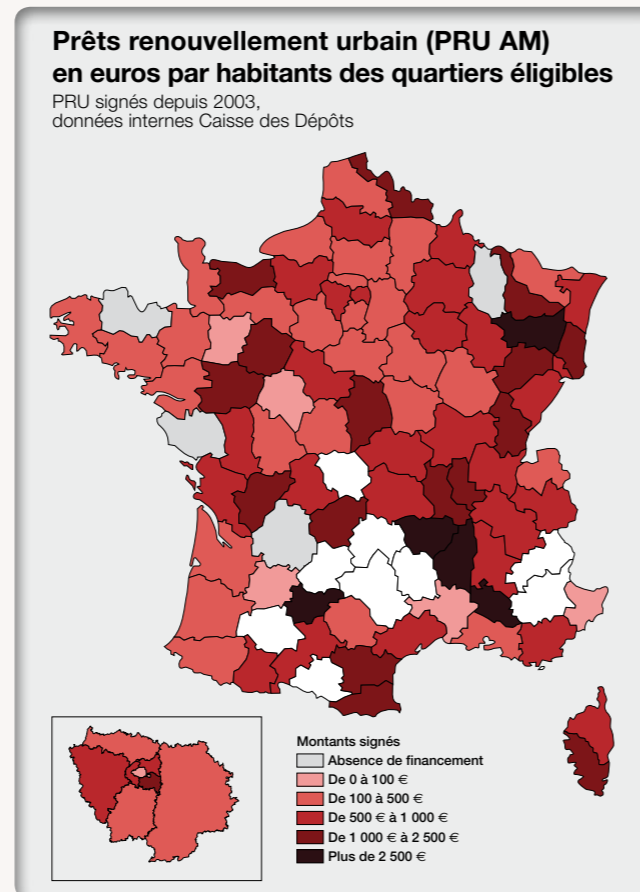 Prêts renouvellement urbain (PRU AM)
en euros par habitants des quartiers éligibles
PRU signés depuis 2003,
données internes Caisse des Dépôts
Montants signés
Absence de financement
De 0 à 100 €
De 100 à 500 €
De 500 € à 1 000 €
De 1 000 € à 2 500 €
Plus de 2 500 €